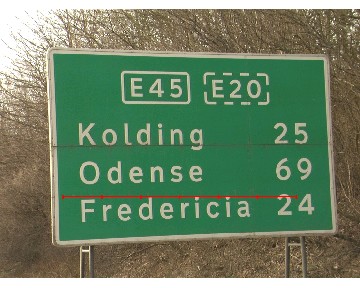 E45 E20
Kolding 25
Odense 69
Fredericia 24